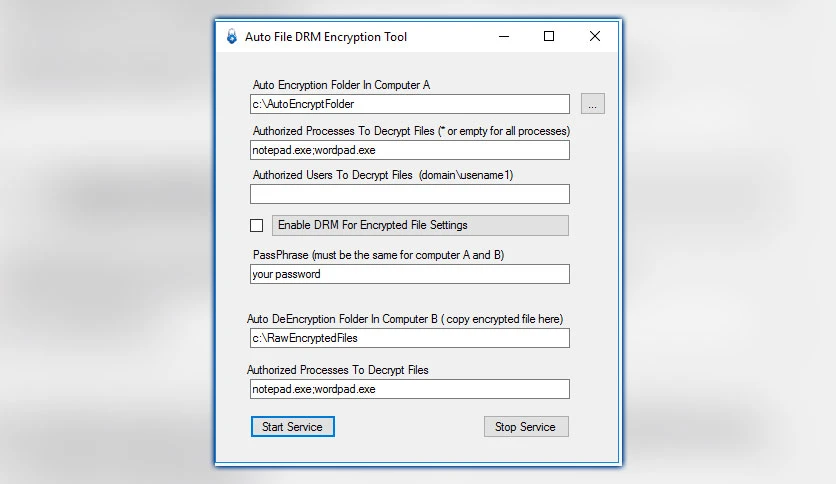 Auto File DRM Encryption Tool
Auto Encryption Folder In Computer A
c:\AutoEncryptFolder
...
Authorized Processes To Decrypt Files (* or empty for all processes)
notepad.exe;wordpad.exe
Authorized Users To Decrypt Files (domain\usename1)
Enable DRM For Encrypted File Settings
PassPhrase (must be the same for computer A and B)
your password
Auto DeEncryption Folder In Computer B ( copy encrypted file here)
c:\RawEncryptedFiles
Authorized Processes To Decrypt Files
notepad.exe;wordpad.exe
Start Service
Stop Service